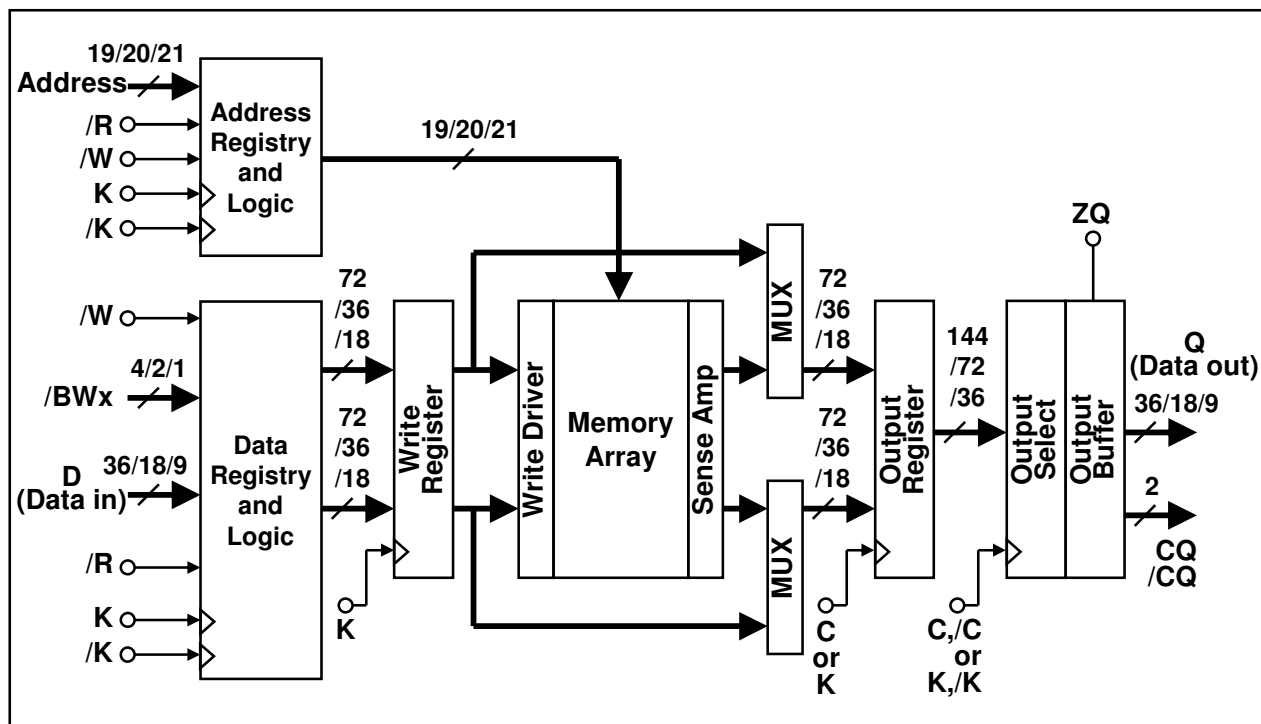 19/20/21
Address
/R
/W
K
/K
Address
Registry
and
Logic
19/20/21
/W
4/2/1
/BWx
36/18/9
D
(Data in)
/R
K
/K
Data
Registry
and
Logic
72
/36
/18
72
/36
/18
Write
Register
K
Write Driver
Memory
Array
Sense Amp
MUX
MUX
72
/36
/18
72
/36
/18
Output
Register
C
or
K
144
/72
/36
Output
Select
C,/C
or
K,/K
Output
Buffer
ZQ
Q
(Data out)
36/18/9
2
CQ
/CQ